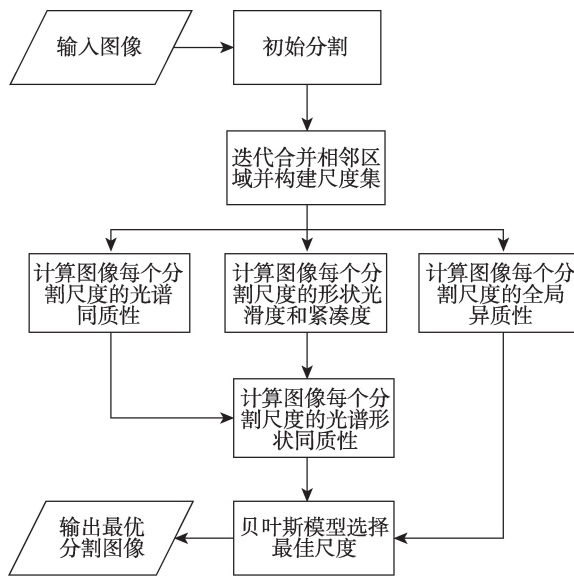 输入图像
初始分割
迭代合并相邻区
域并构建尺度集
计算图像每个分
割尺度的光谱
同质性
计算图像每个分
割尺度的形状光
滑度和紧凑度
计算图像每个分
割尺度的全局
异质性
计算图像每个分
割尺度的光谱形
状同质性
输出最优
分割图像
贝叶斯模型选择
最佳尺度